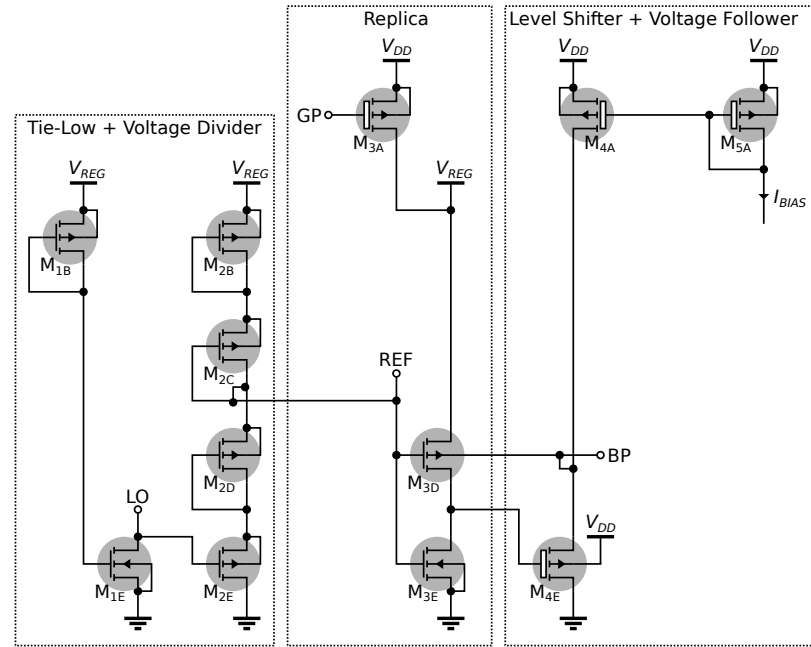 Replica
Level Shifter + Voltage Follower
V_DD
V_DD
V_DD
GP
M_3A
M_4A
M_5A
Tie-Low + Voltage Divider
V_REG
V_REG
V_REG
I_BIAS
M_1B
M_2B
M_2C
REF
M_2D
M_3D
BP
LO
V_DD
M_1E
M_2E
M_3E
M_4E